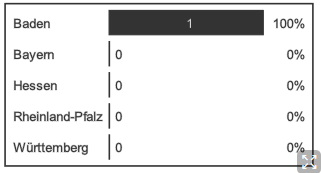 Baden 1 100%
Bayern 0 0%
Hessen 0 0%
Rheinland-Pfalz 0 0%
Württemberg 0 0%